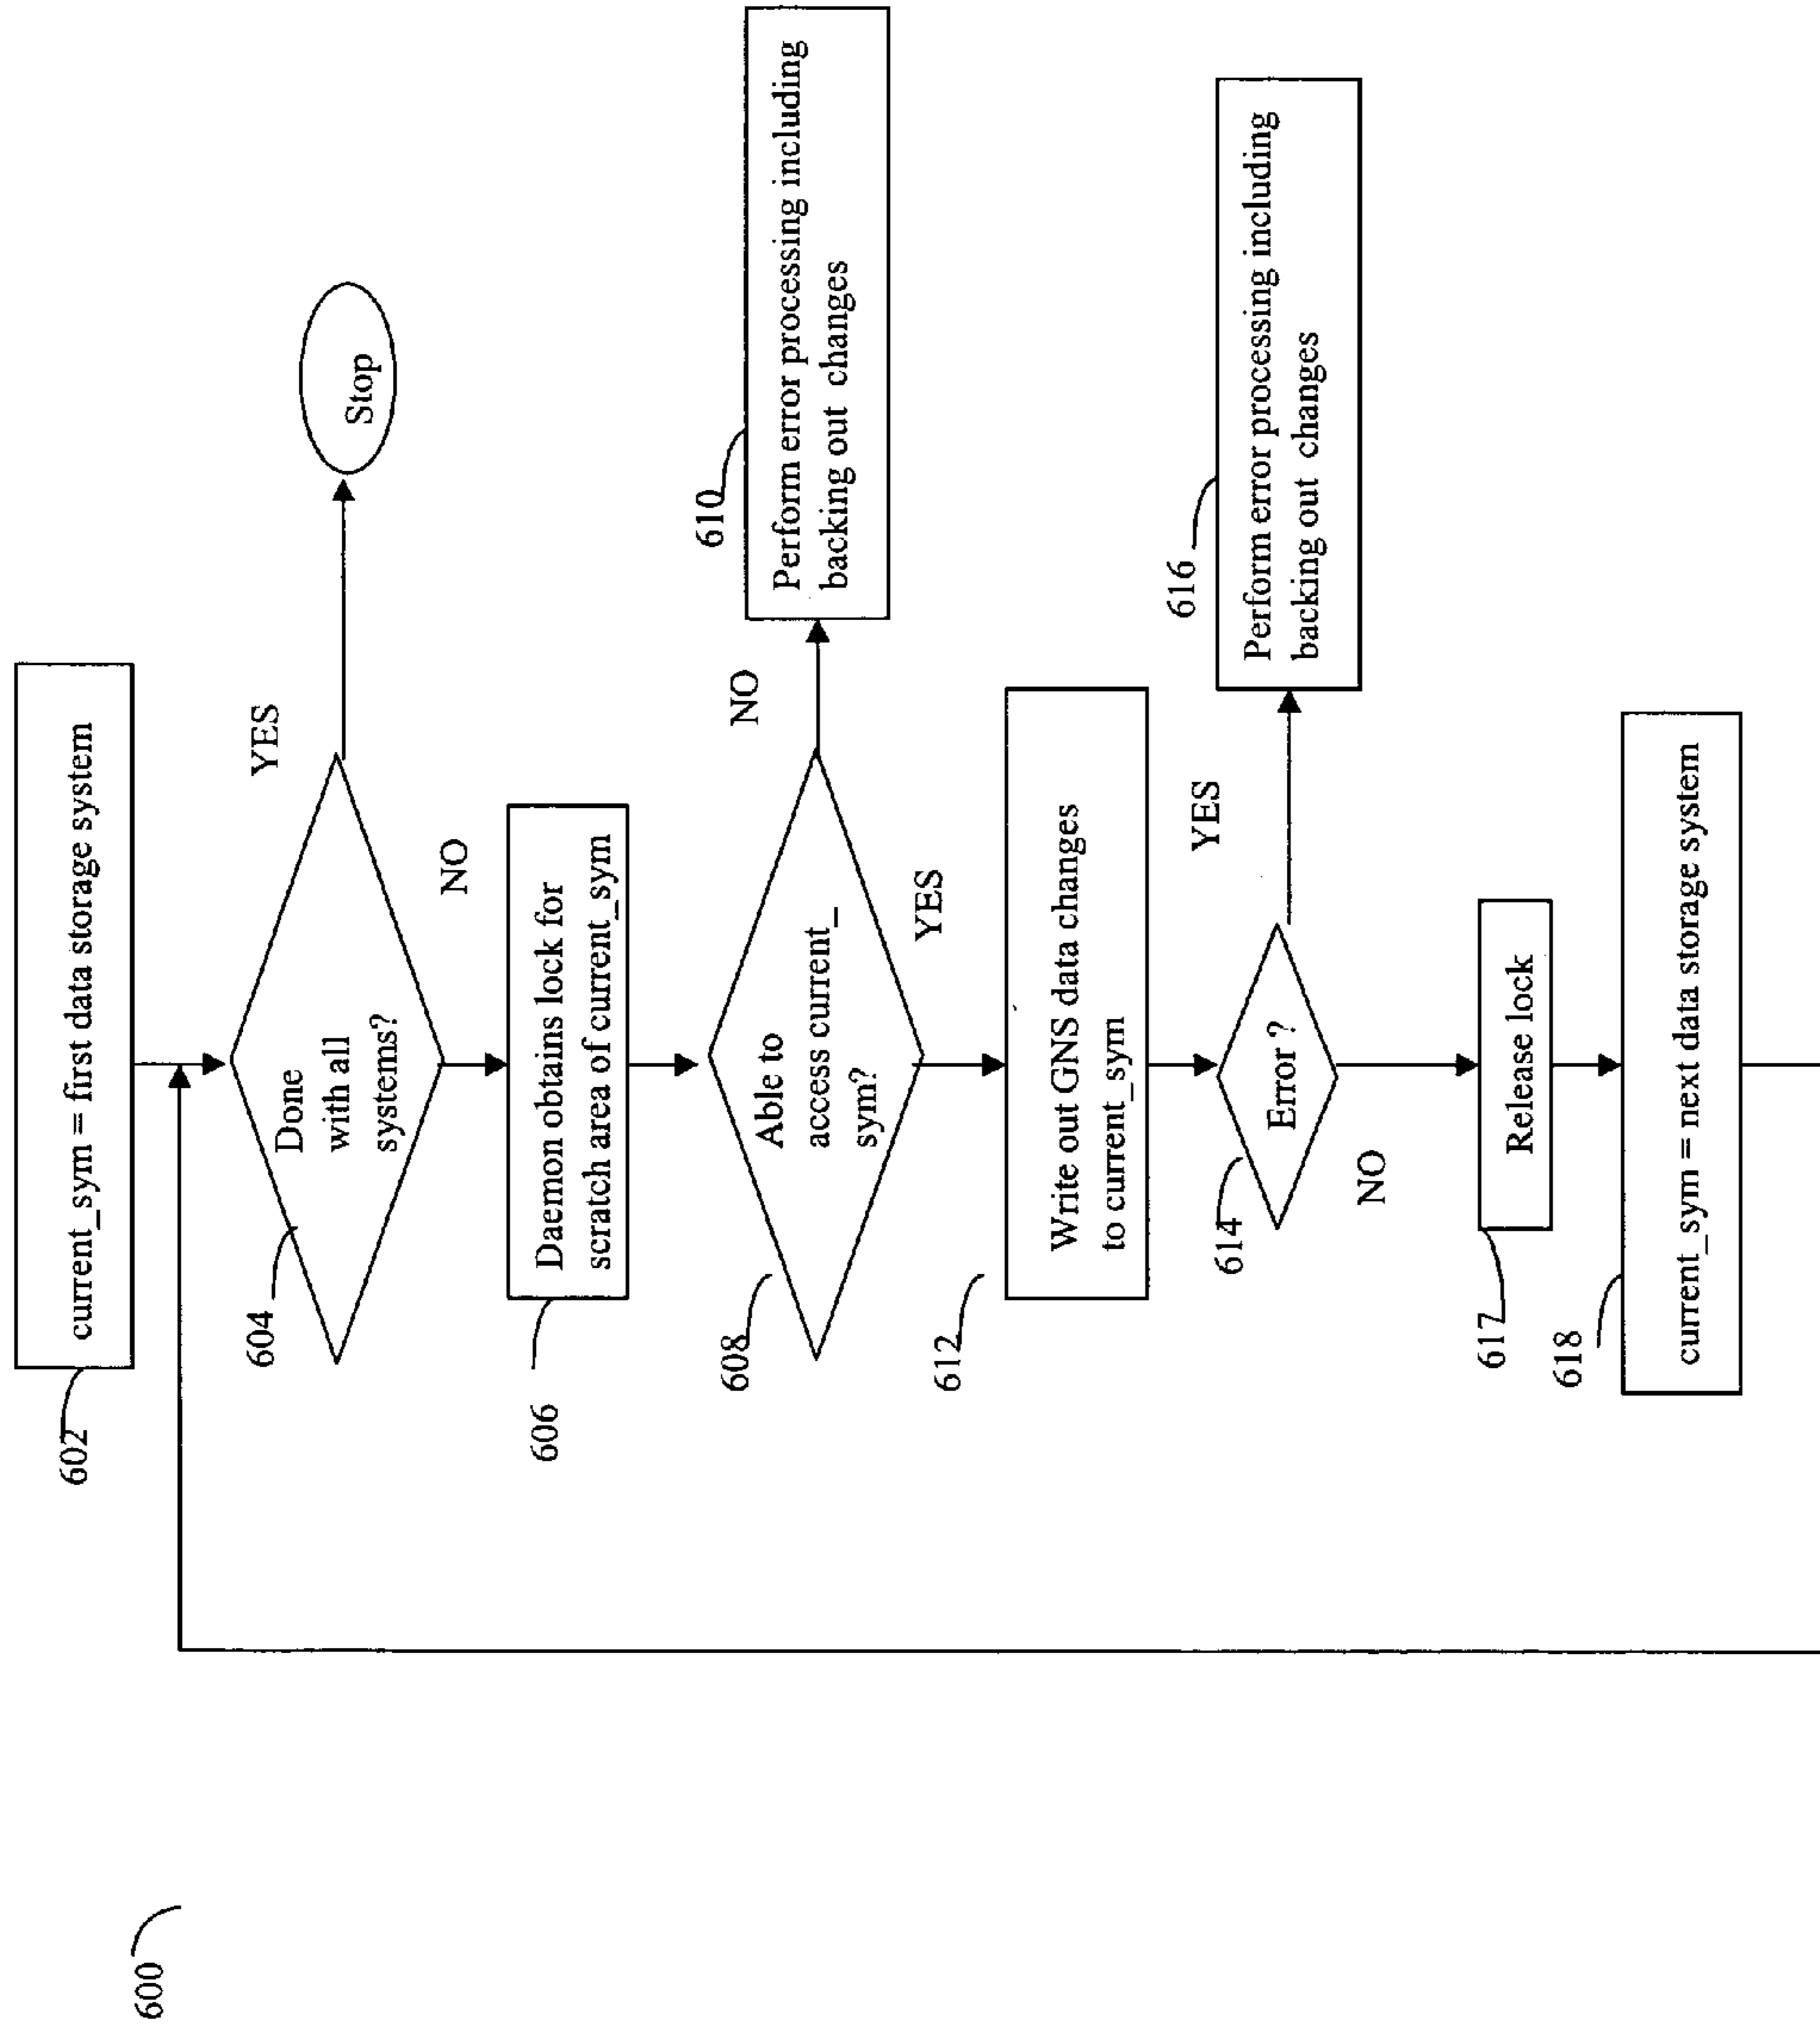 600
602
current_sym = first data storage system
604
Done
with all
systems?
YES
Stop
NO
606
Daemon obtains lock for
scratch area of current_sym
608
Able to
access current_
sym?
NO
610
Perform error processing including
backing out changes
YES
612
Write out GNS data changes
to current_sym
614
Error?
YES
616
Perform error processing including
backing out changes
NO
617
Release lock
618
current_sym = next data storage system